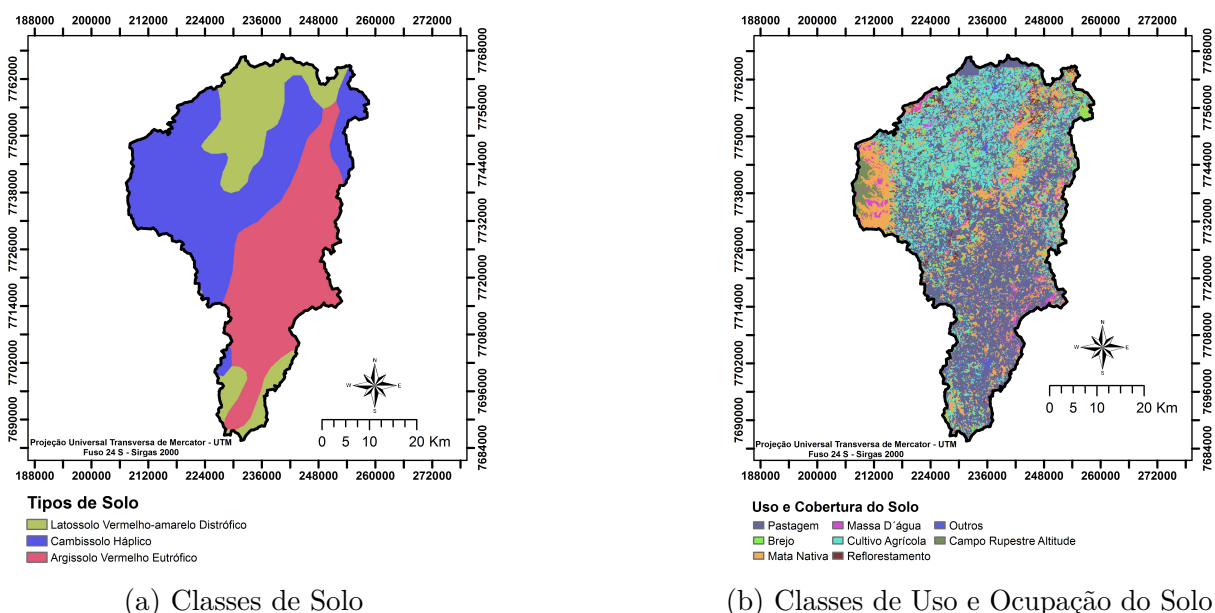 188000 200000 212000 224000 236000 248000 260000 272000
7762000 7750000 7738000 7726000 7714000 7702000 7690000
7768000 7756000 7744000 7732000 7720000 7708000 7696000 7684000
N
W E
S
0 5 10 20 Km
Projeção Universal Transversa de Mercator - UTM
Fuso 24 S - Sirgas 2000
188000 200000 212000 224000 236000 248000 260000 272000
Tipos de Solo
Latossolo Vermelho-amarelo Distrófico
Cambissolo Háplico
Argissolo Vermelho Eutrófico
(a) Classes de Solo
188000 200000 212000 224000 236000 248000 260000 272000
7762000 7750000 7738000 7726000 7714000 7702000 7690000
7768000 7756000 7744000 7732000 7720000 7708000 7696000 7684000
N
W E
S
0 5 10 20 Km
Projeção Universal Transversa de Mercator - UTM
Fuso 24 S - Sirgas 2000
188000 200000 212000 224000 236000 248000 260000 272000
Uso e Cobertura do Solo
Pastagem Massa D´água Outros
Brejo Cultivo Agrícola Campo Rupestre Altitude
Mata Nativa Reflorestamento
(b) Classes de Uso e Ocupação do Solo